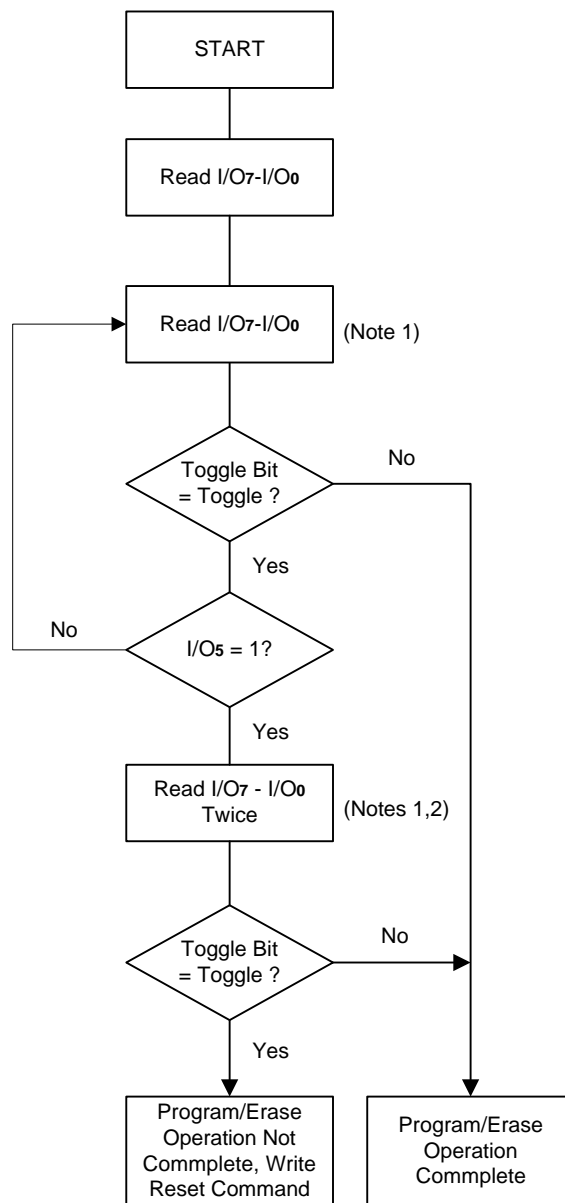 START
Read I/O7-I/O0
Read I/O7-I/O0
(Note 1)
Toggle Bit
= Toggle ?
No
Yes
No
I/O5 = 1?
Yes
Read I/O7 - I/O0
Twice
(Notes 1,2)
Toggle Bit
= Toggle ?
No
Yes
Program/Erase
Operation Not
Commplete, Write
Reset Command
Program/Erase
Operation
Commplete